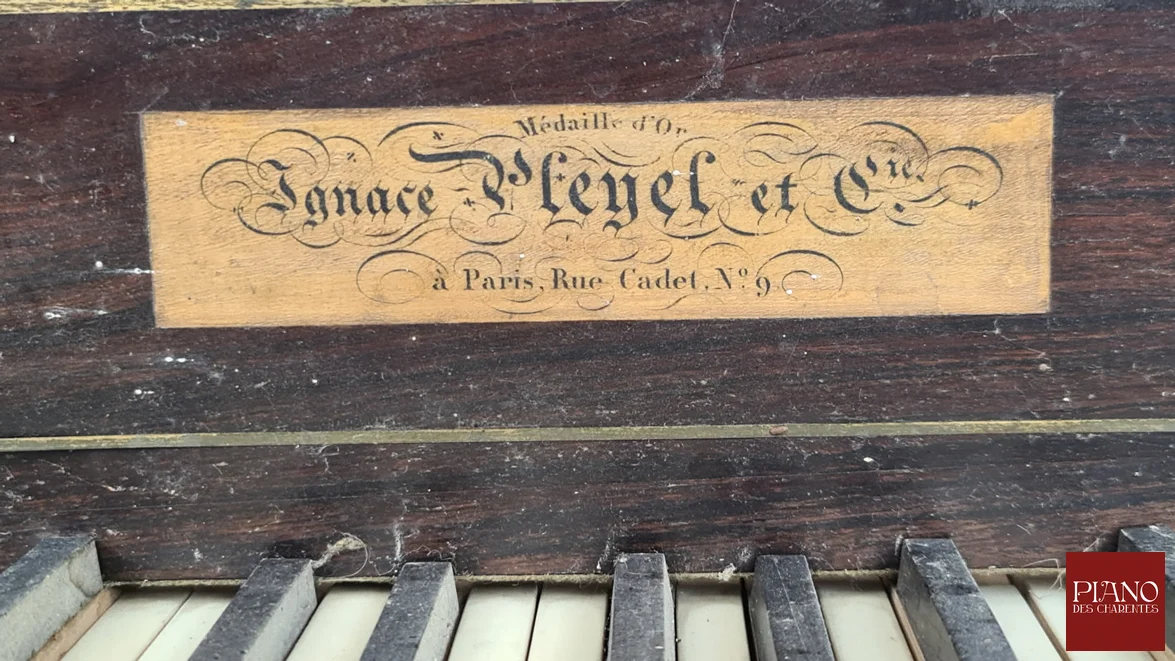 Médaille d'Or
Ignace Pleyel et Cie.
à Paris, Rue Cadet, Nº 9
PIANO
DES CHARENTES